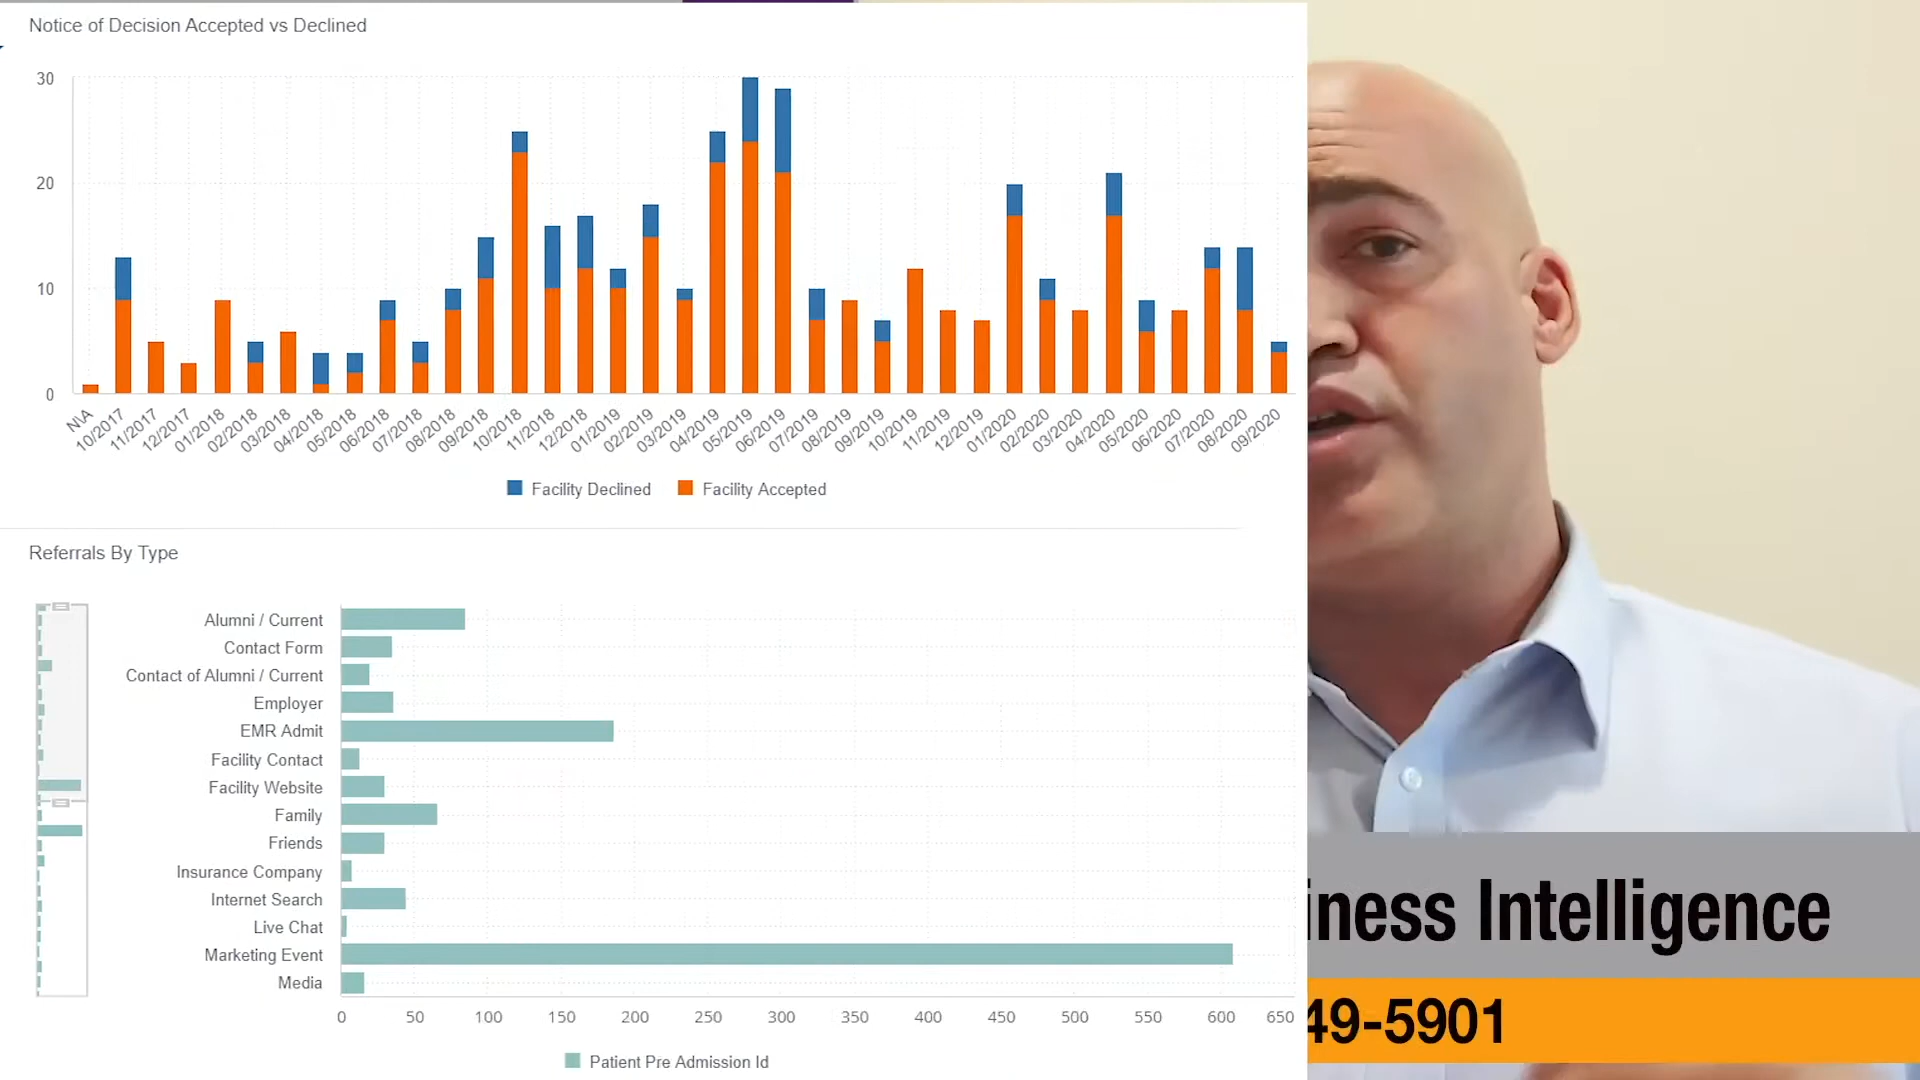 Notice of Decision Accepted vs Declined
30
20
10
0
N\A
10/2017
11/2017
12/2017
01/2018
02/2018
03/2018
04/2018
05/2018
06/2018
07/2018
08/2018
09/2018
10/2018
11/2018
12/2018
01/2019
02/2019
03/2019
04/2019
05/2019
06/2019
07/2019
08/2019
09/2019
10/2019
11/2019
12/2019
01/2020
02/2020
03/2020
04/2020
05/2020
06/2020
07/2020
08/2020
09/2020
Facility Declined
Facility Accepted
Referrals By Type
Alumni / Current
Contact Form
Contact of Alumni / Current
Employer
EMR Admit
Facility Contact
Facility Website
Family
Friends
Insurance Company
Internet Search
Live Chat
Marketing Event
Media
0 50 100 150 200 250 300 350 400 450 500 550 600 650
Patient Pre Admission Id
iness Intelligence
49-5901